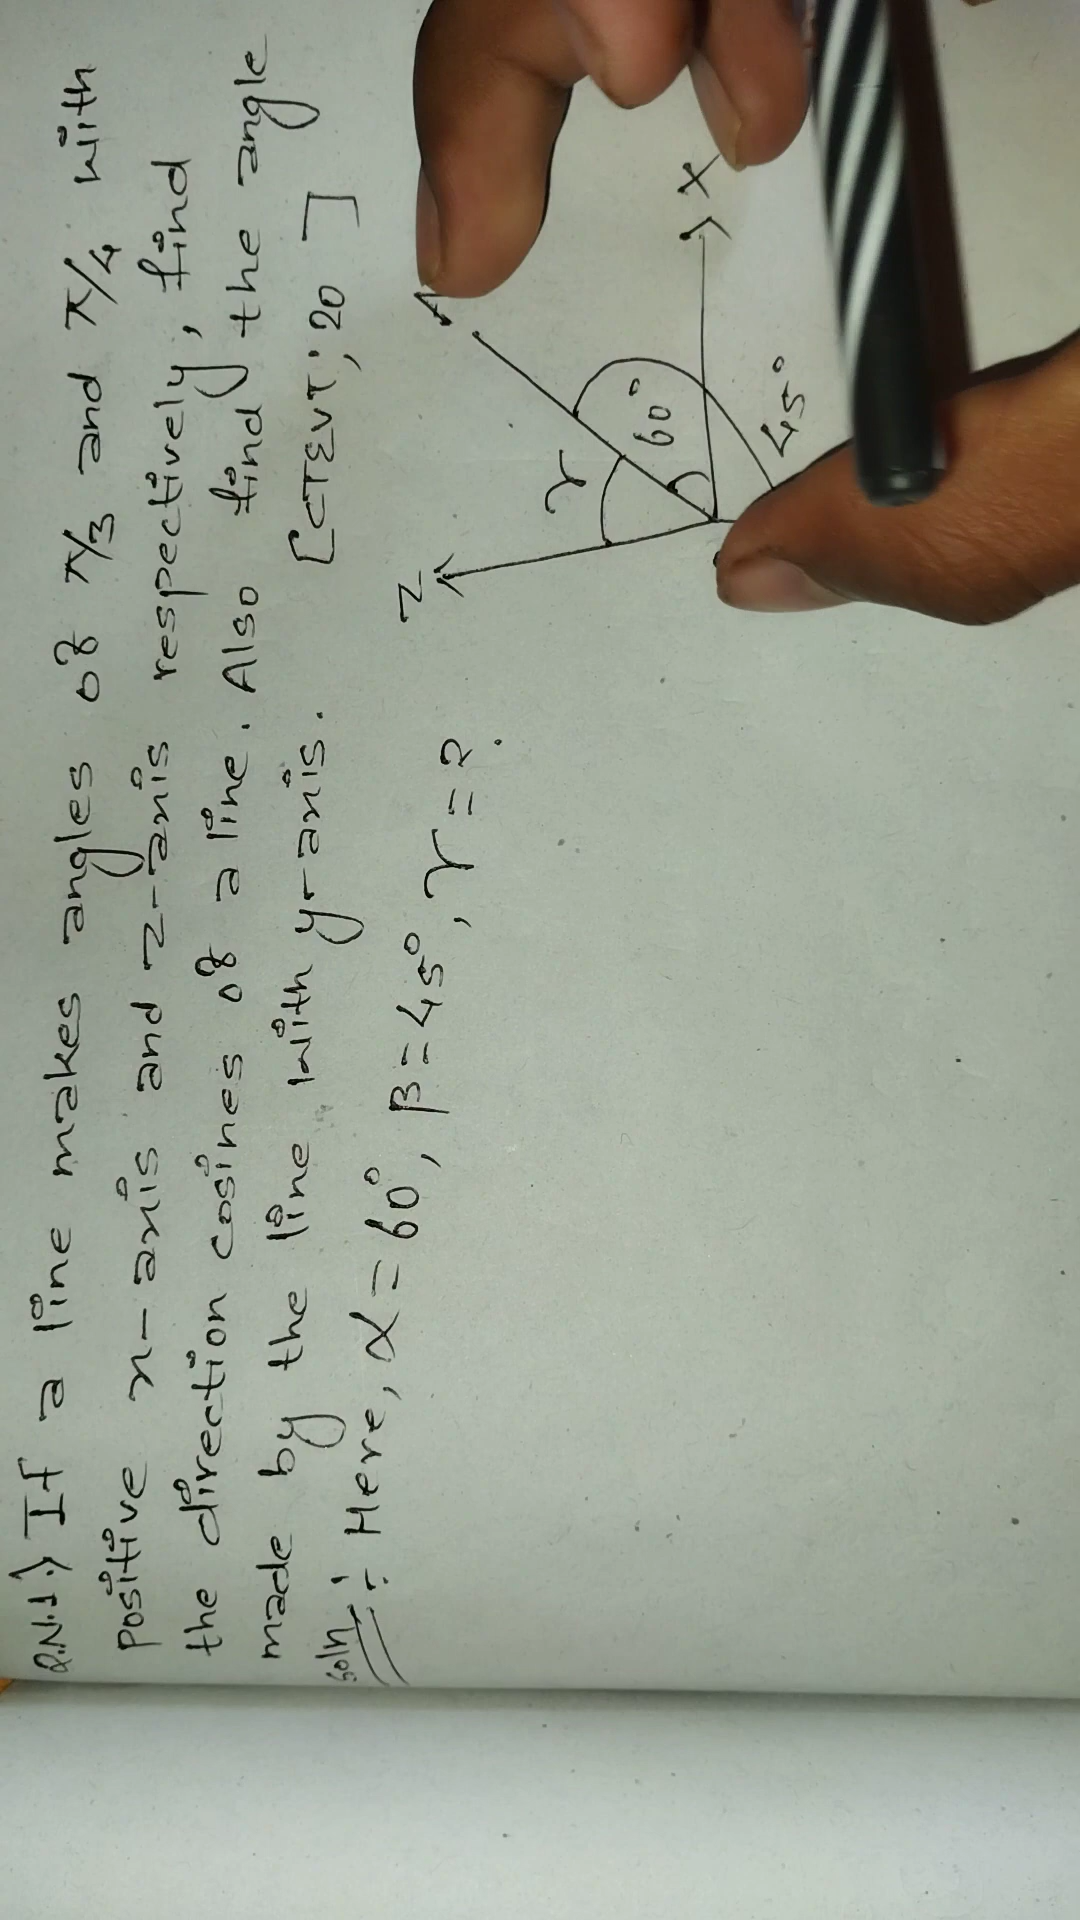 Q.N.1) If a line makes angles of π/3 and π/4 with
positive x-axis and z-axis respectively, find
the direction cosines of a line. Also find the angle
made by the line with y-axis. [CTEVT, 20 ]
Soln: Here, α = 60°, β = 45°, γ = ?
Z
γ
60°
X
45°